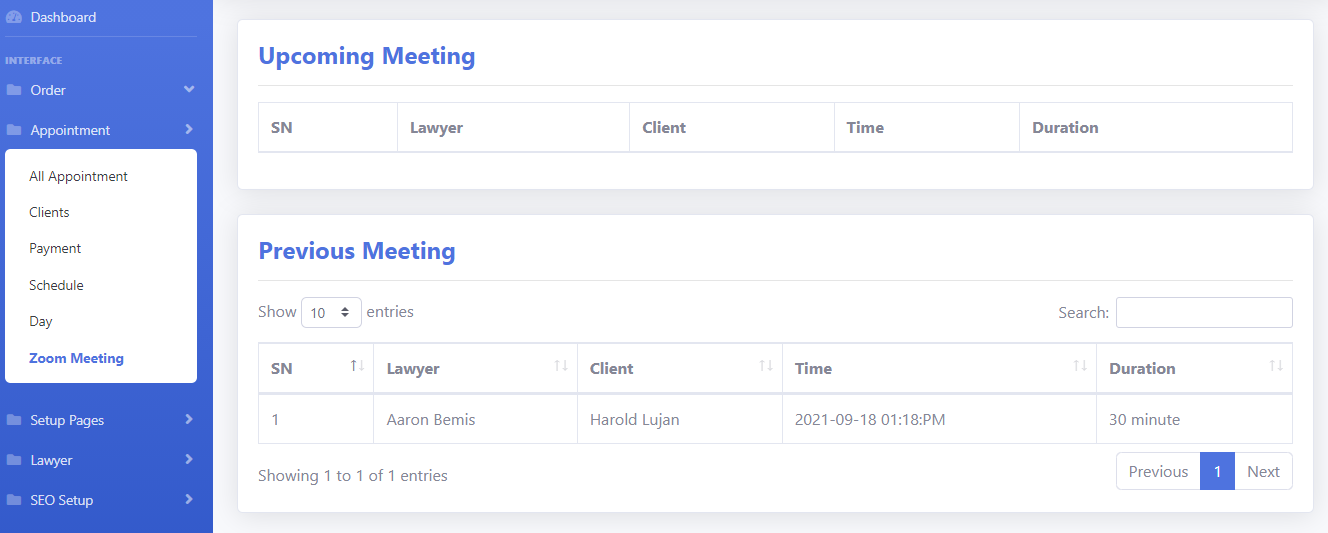 Dashboard
INTERFACE
Order
Appointment
All Appointment
Clients
Payment
Schedule
Day
Zoom Meeting
Setup Pages
Lawyer
SEO Setup
Upcoming Meeting
SN Lawyer Client Time Duration
Previous Meeting
Show 10 entries Search:
SN Lawyer Client Time Duration
1 Aaron Bemis Harold Lujan 2021-09-18 01:18:PM 30 minute
Showing 1 to 1 of 1 entries Previous 1 Next